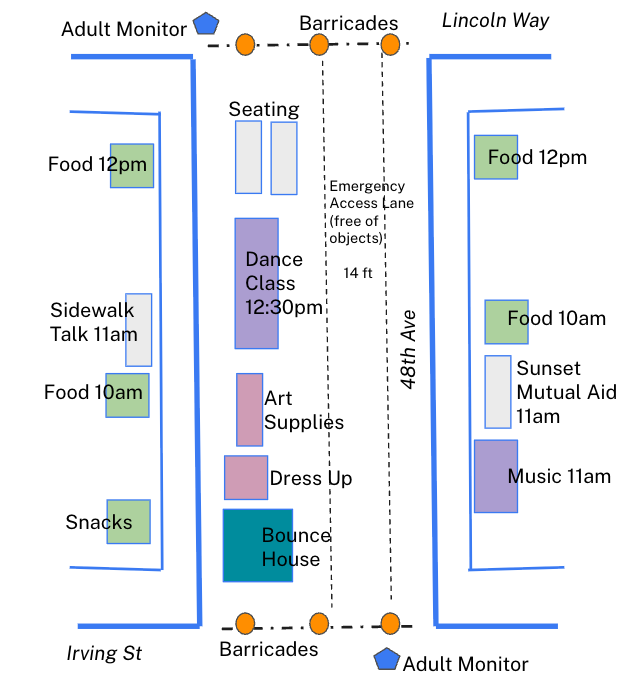 Lincoln Way
Barricades
Adult Monitor
Seating
Food 12pm
Food 12pm
Emergency
Access Lane
(free of
objects)
14 ft
Dance
Class
12:30pm
Sidewalk
Talk 11am
Food 10am
48th Ave
Food 10am
Sunset
Mutual Aid
11am
Art
Supplies
Dress Up
Music 11am
Snacks
Bounce
House
Irving St
Barricades
Adult Monitor